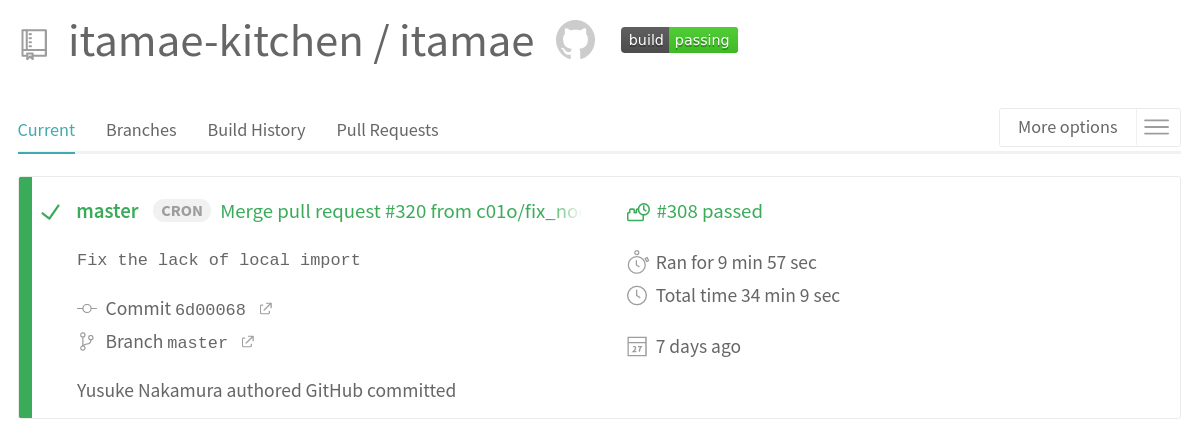 itamae-kitchen / itamae build passing
Current Branches Build History Pull Requests More options
master CRON Merge pull request #320 from c01o/fix_no
#308 passed
Fix the lack of local import
Ran for 9 min 57 sec
Commit 6d00068
Total time 34 min 9 sec
Branch master
27 7 days ago
Yusuke Nakamura authored GitHub committed